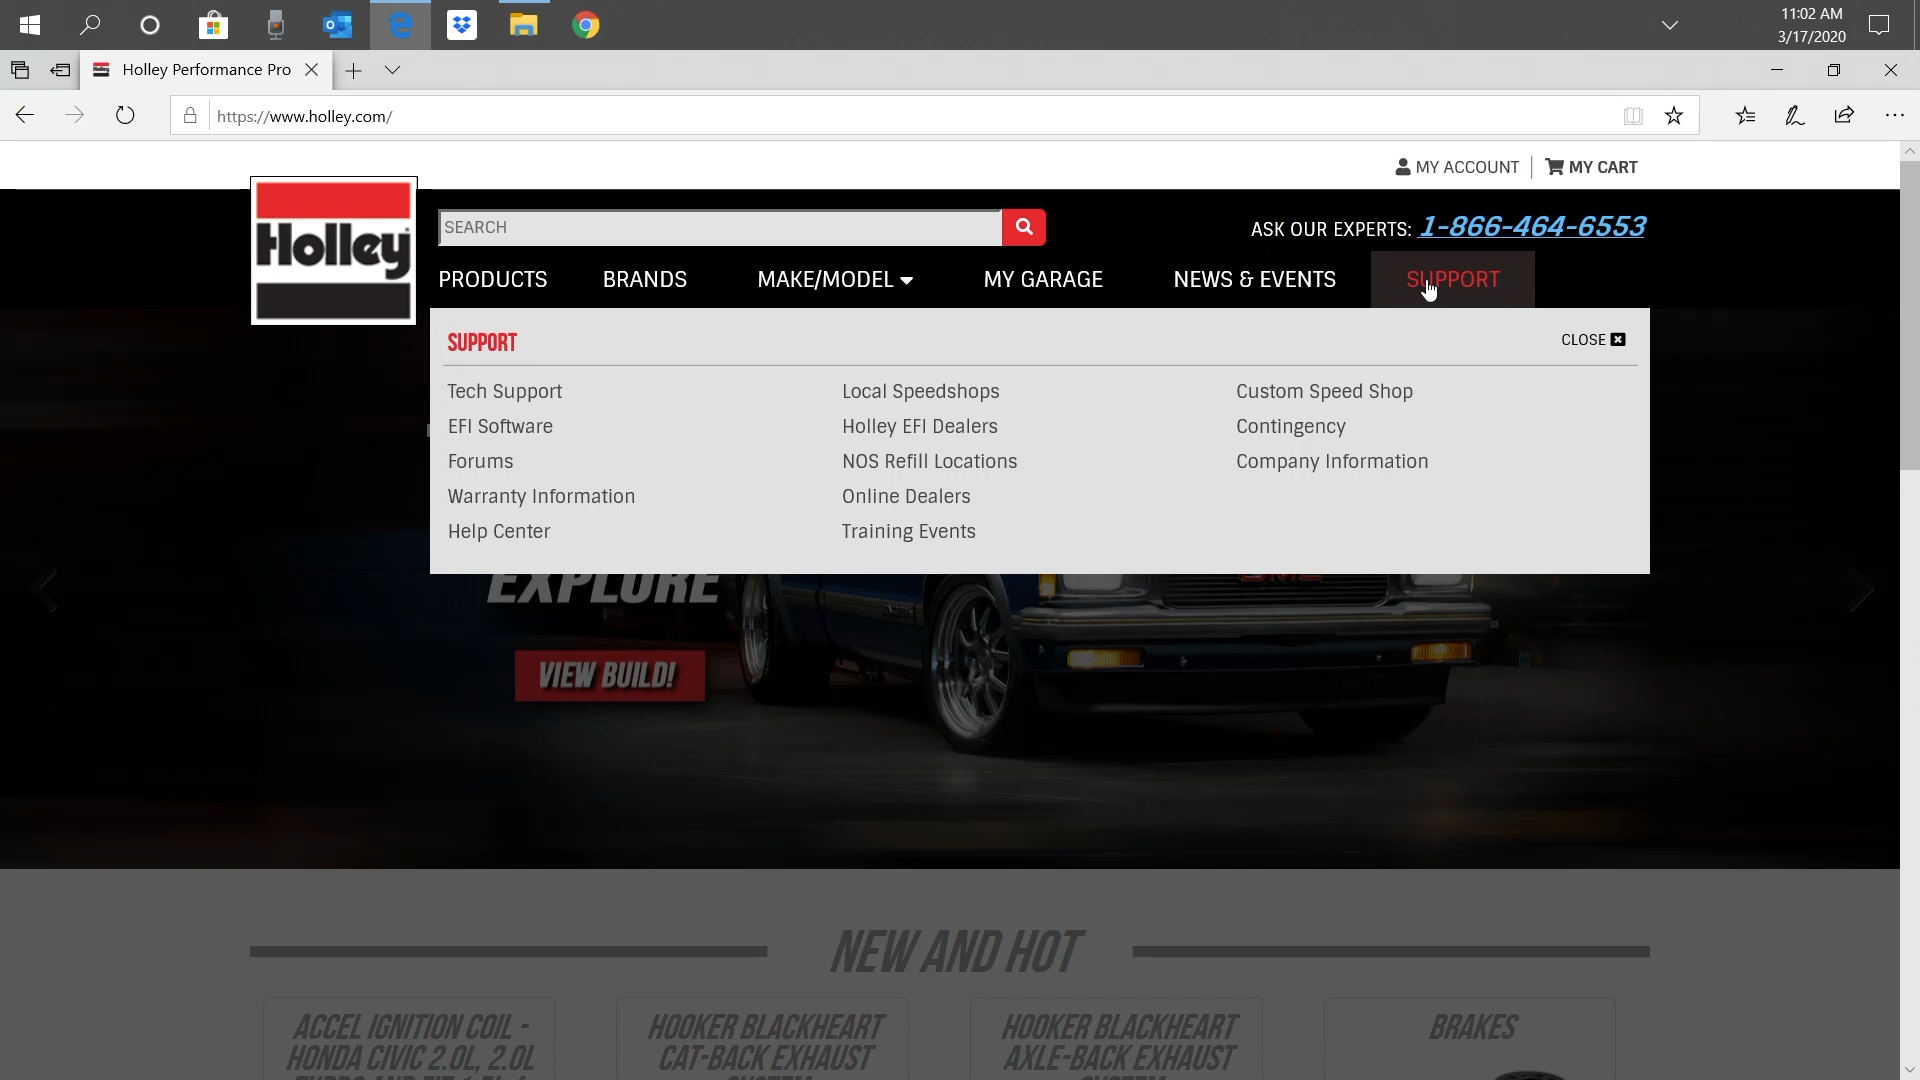 11:02 AM
3/17/2020
Holley Performance Pro
https://www.holley.com/
MY ACCOUNT
MY CART
Holley
SEARCH
ASK OUR EXPERTS: 1-866-464-6553
PRODUCTS BRANDS MAKE/MODEL MY GARAGE NEWS & EVENTS SUPPORT
SUPPORT
CLOSE
Tech Support
EFI Software
Forums
Warranty Information
Help Center
Local Speedshops
Holley EFI Dealers
NOS Refill Locations
Online Dealers
Training Events
Custom Speed Shop
Contingency
Company Information
EXPLORE
VIEW BUILD!
NEW AND HOT
ACCEL IGNITION COIL -
HONDA CIVIC 2.0L, 2.0L
HOOKER BLACKHEART
CAT-BACK EXHAUST
SYSTEM
HOOKER BLACKHEART
AXLE-BACK EXHAUST
SYSTEM
BRAKES